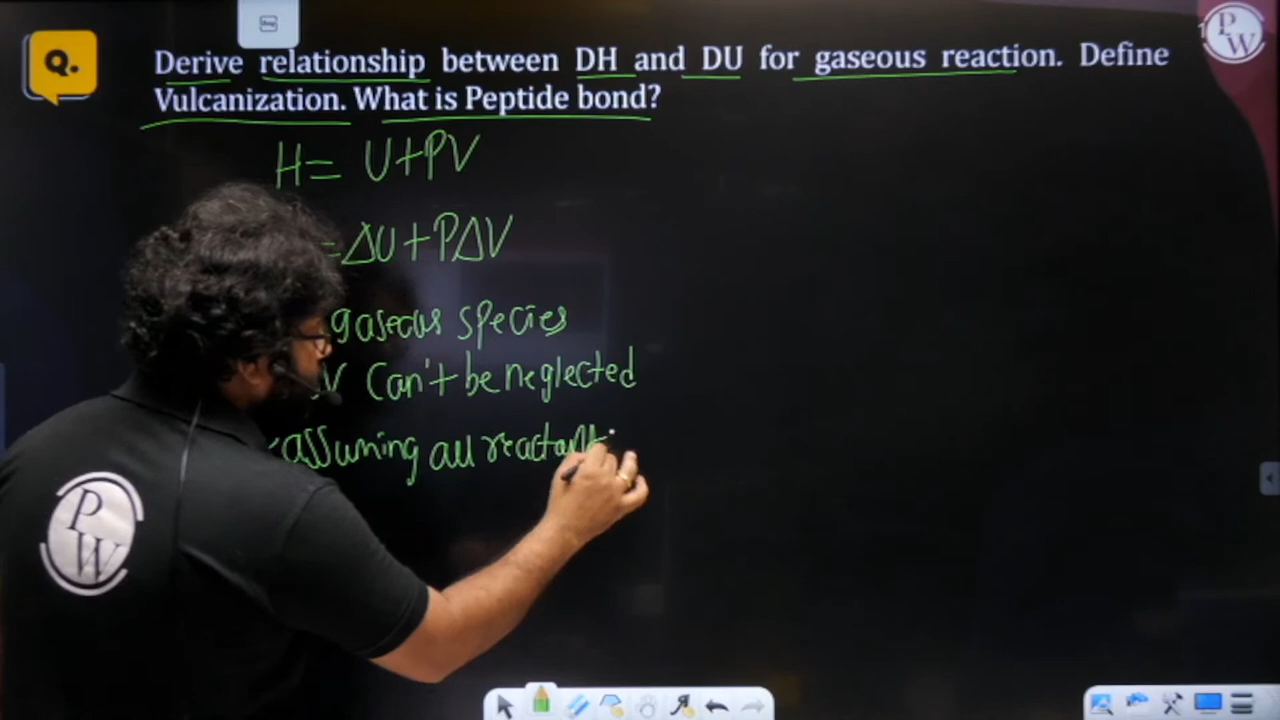 Q.
Derive relationship between DH and DU for gaseous reaction. Define
Vulcanization. What is Peptide bond?
H = U+PV
=ΔU+PΔV
gaseous species
V Can't be neglected
assuming all reactant
PW
PW